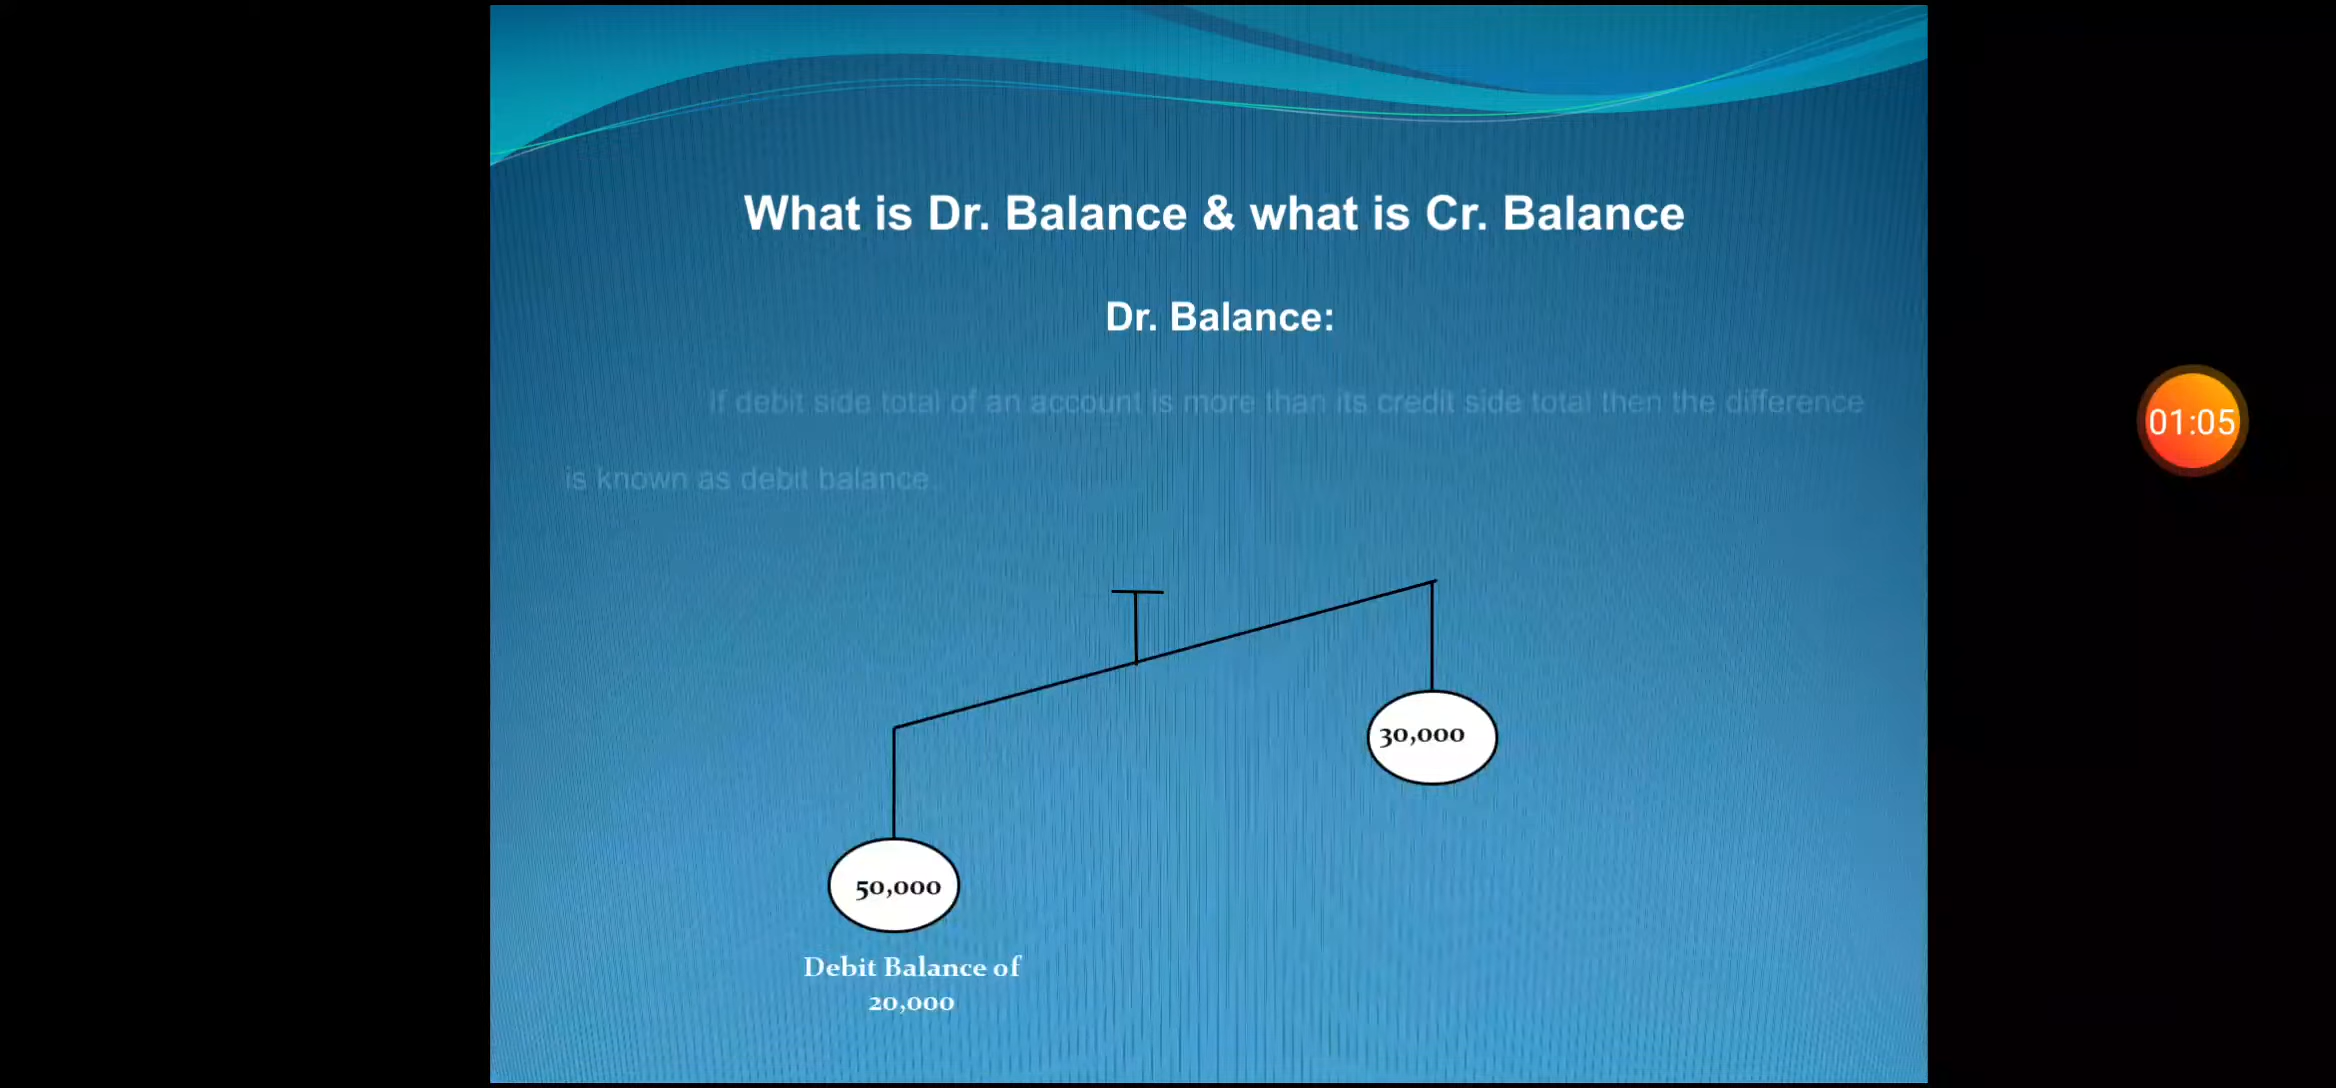 What is Dr. Balance & what is Cr. Balance
Dr. Balance:
If debit side total of an account is more than its credit side total then the difference
is known as debit balance.
01:05
30,000
50,000
Debit Balance of
20,000